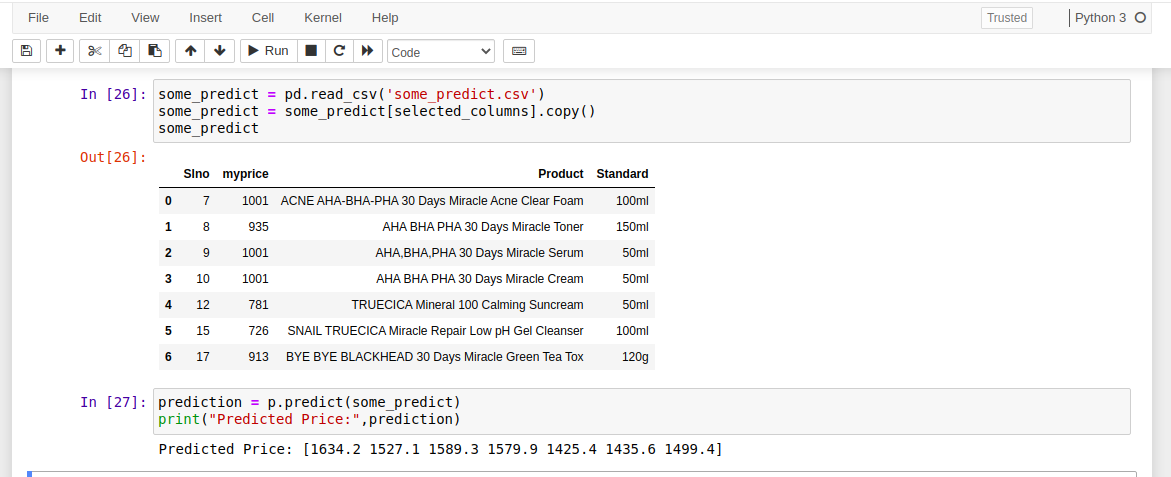 File Edit View Insert Cell Kernel Help Trusted Python 3
Run Code
In [26]: some_predict = pd.read_csv('some_predict.csv')
some_predict = some_predict[selected_columns].copy()
some_predict
Out[26]:
Slno myprice Product Standard
0 7 1001 ACNE AHA-BHA-PHA 30 Days Miracle Acne Clear Foam 100ml
1 8 935 AHA BHA PHA 30 Days Miracle Toner 150ml
2 9 1001 AHA,BHA,PHA 30 Days Miracle Serum 50ml
3 10 1001 AHA BHA PHA 30 Days Miracle Cream 50ml
4 12 781 TRUECICA Mineral 100 Calming Suncream 50ml
5 15 726 SNAIL TRUECICA Miracle Repair Low pH Gel Cleanser 100ml
6 17 913 BYE BYE BLACKHEAD 30 Days Miracle Green Tea Tox 120g
In [27]: prediction = p.predict(some_predict)
print("Predicted Price:",prediction)
Predicted Price: [1634.2 1527.1 1589.3 1579.9 1425.4 1435.6 1499.4]